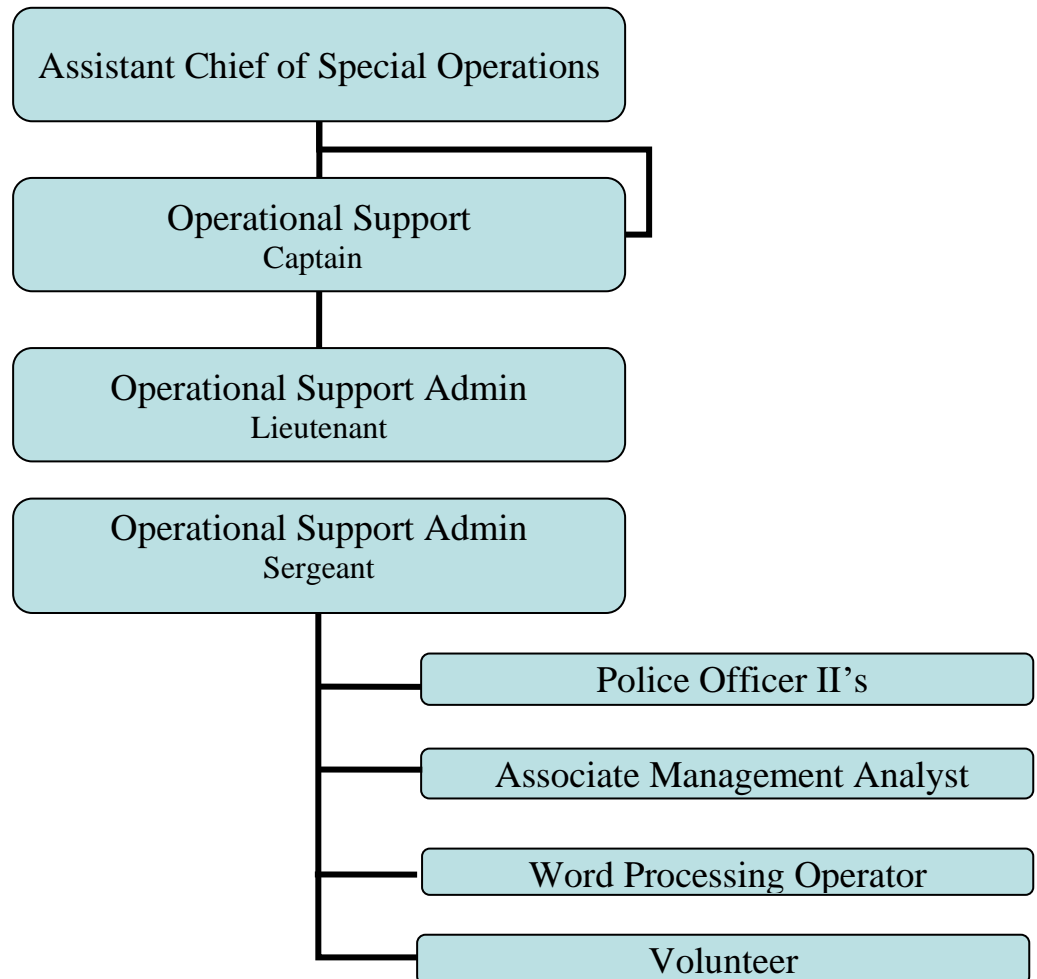 Assistant Chief of Special Operations
Operational Support
Captain
Operational Support Admin
Lieutenant
Operational Support Admin
Sergeant
Police Officer II’s
Associate Management Analyst
Word Processing Operator
Volunteer